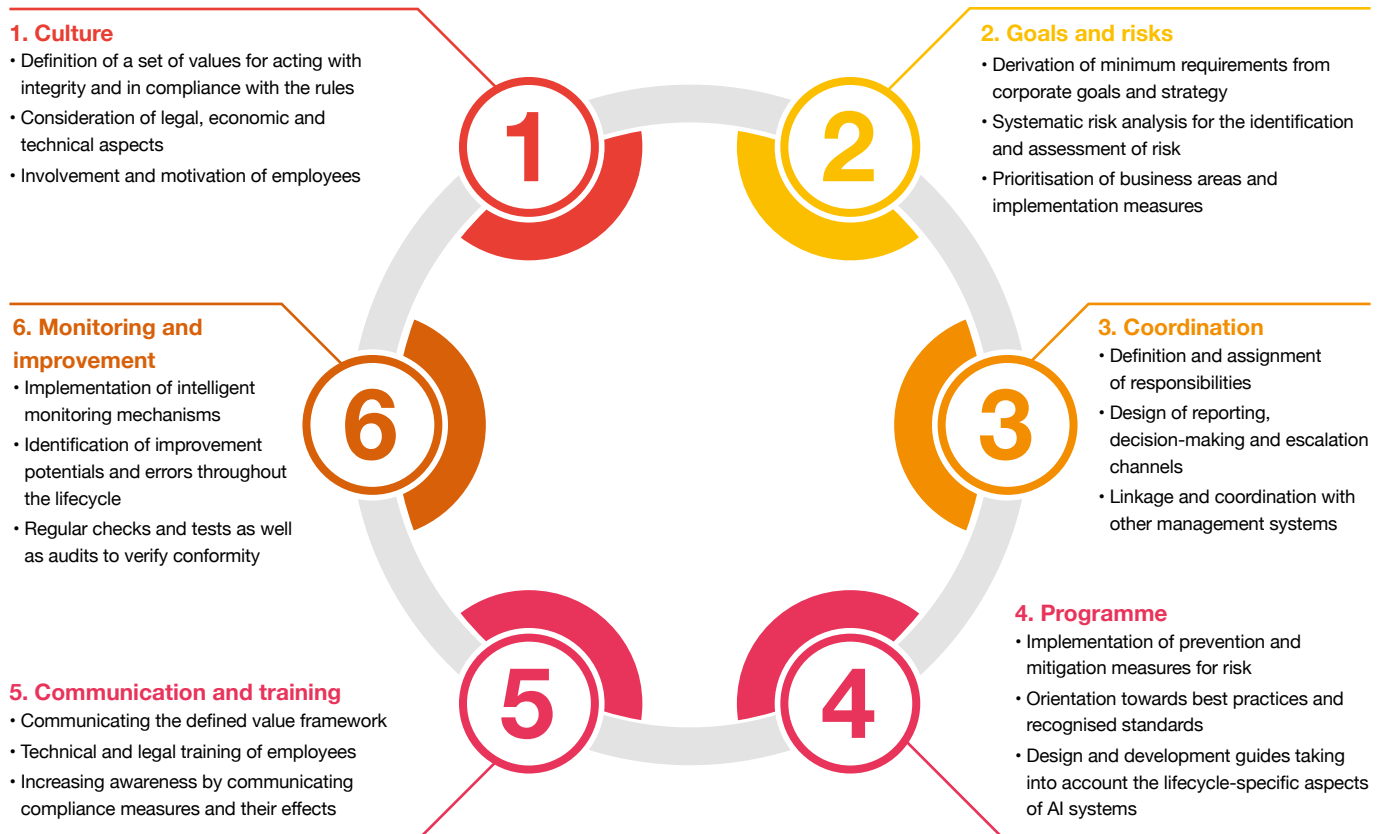 1. Culture
• Definition of a set of values for acting with
integrity and in compliance with the rules
• Consideration of legal, economic and
technical aspects
• Involvement and motivation of employees
1
2
2. Goals and risks
• Derivation of minimum requirements from
corporate goals and strategy
• Systematic risk analysis for the identification
and assessment of risk
• Prioritisation of business areas and
implementation measures
3
3. Coordination
• Definition and assignment
of responsibilities
• Design of reporting,
decision-making and escalation
channels
• Linkage and coordination with
other management systems
4
4. Programme
• Implementation of prevention and
mitigation measures for risk
• Orientation towards best practices and
recognised standards
• Design and development guides taking
into account the lifecycle-specific aspects
of AI systems
5. Communication and training
• Communicating the defined value framework
• Technical and legal training of employees
• Increasing awareness by communicating
compliance measures and their effects
5
6. Monitoring and
improvement
• Implementation of intelligent
monitoring mechanisms
• Identification of improvement
potentials and errors throughout
the lifecycle
• Regular checks and tests as well
as audits to verify conformity
6